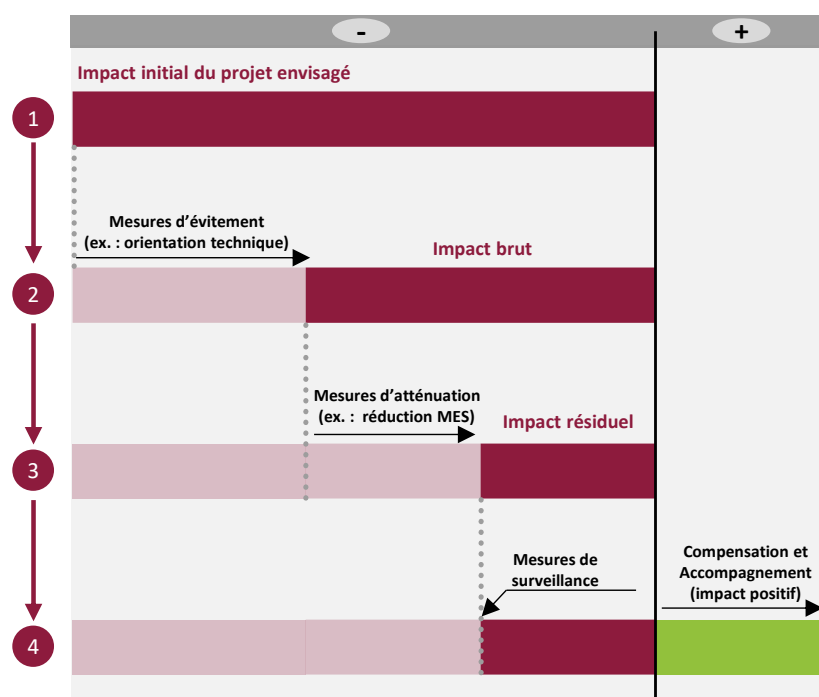 - +
Impact initial du projet envisagé
1
Mesures d’évitement
(ex. : orientation technique)
Impact brut
2
Mesures d’atténuation
(ex. : réduction MES)
Impact résiduel
3
Mesures de
surveillance
Compensation et
Accompagnement
(impact positif)
4